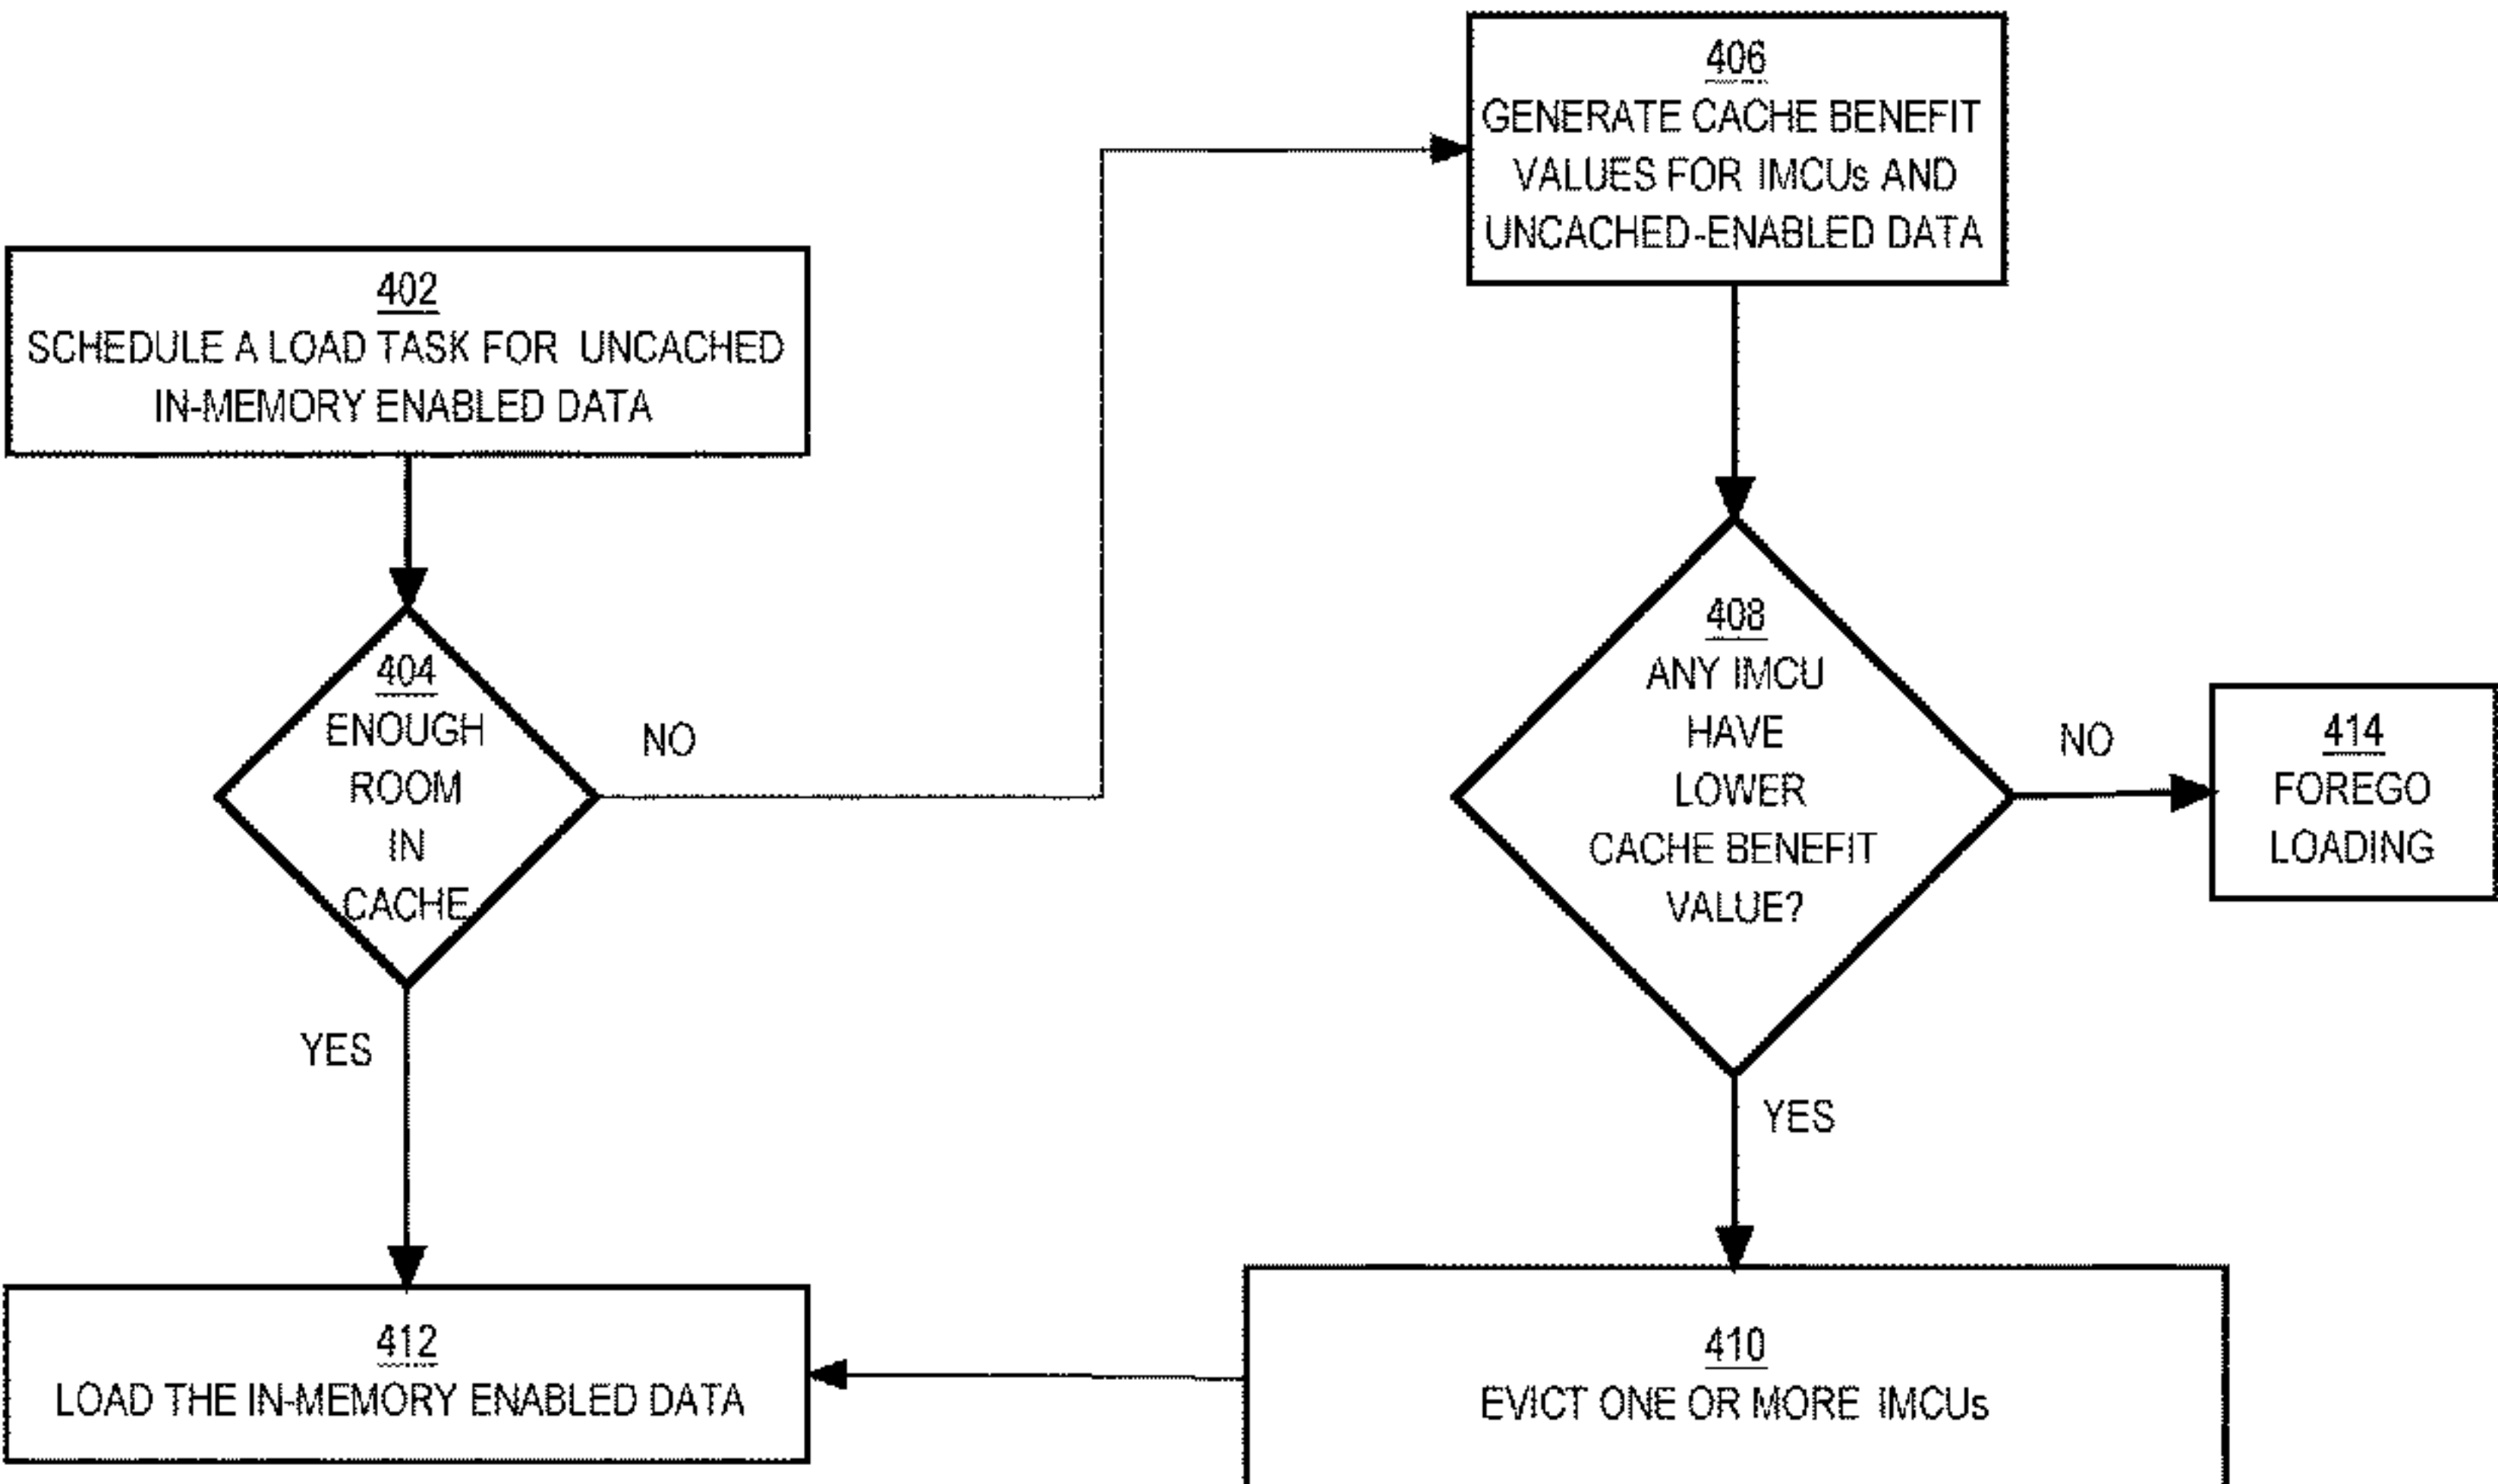 402
SCHEDULE A LOAD TASK FOR UNCACHED
IN-MEMORY ENABLED DATA
404
ENOUGH
ROOM
IN
CACHE
NO
YES
406
GENERATE CACHE BENEFIT
VALUES FOR IMCUs AND
UNCACHED-ENABLED DATA
408
ANY IMCU
HAVE
LOWER
CACHE BENEFIT
VALUE?
NO
414
FOREGO
LOADING
YES
410
EVICT ONE OR MORE IMCUs
412
LOAD THE IN-MEMORY ENABLED DATA